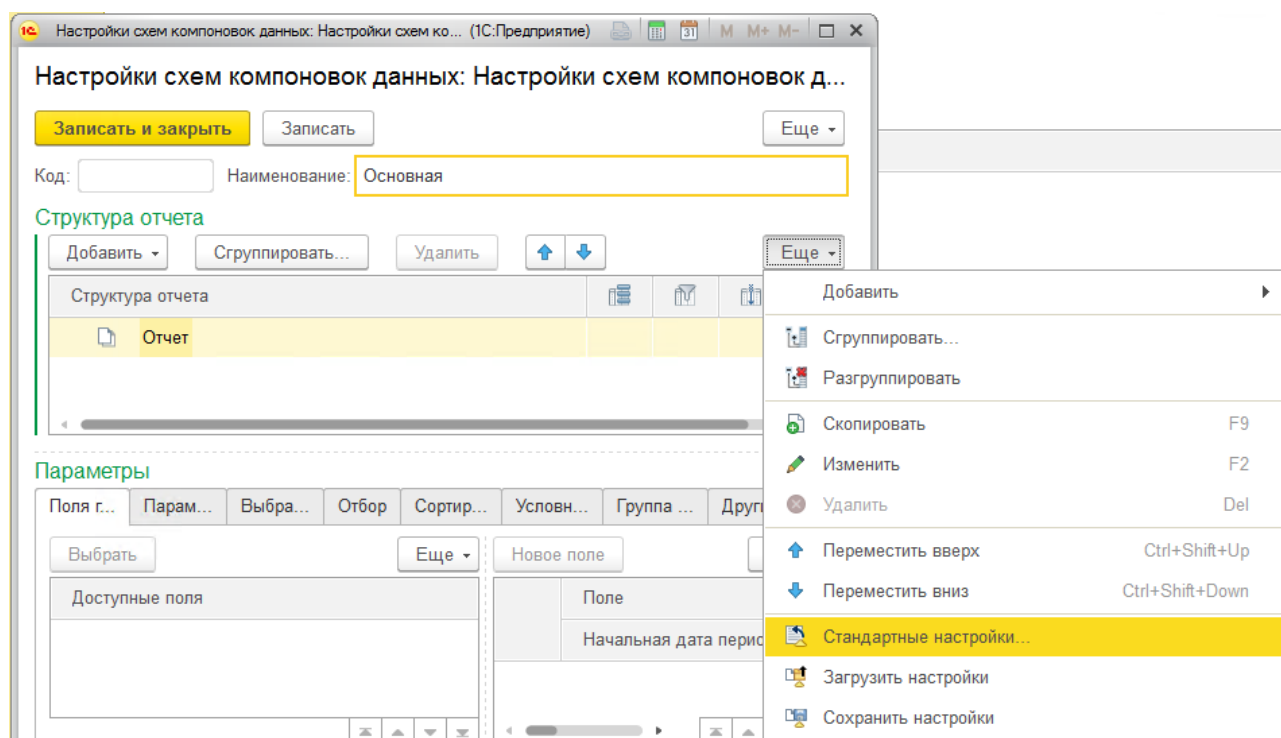 1С Настройки схем компоновок данных: Настройки схем ко... (1С:Предприятие) 31 M M+ M-
Настройки схем компоновок данных: Настройки схем компоновок д...
Записать и закрыть Записать Еще
Код: Наименование: Основная
Структура отчета
Добавить Сгруппировать... Удалить Еще
Структура отчета
Отчет
Добавить
Сгруппировать...
Разгруппировать
Скопировать F9
Изменить F2
Удалить Del
Переместить вверх Ctrl+Shift+Up
Переместить вниз Ctrl+Shift+Down
Стандартные настройки...
Загрузить настройки
Сохранить настройки
Параметры
Поля г... Парам... Выбра... Отбор Сортир... Условн... Группа ... Други
Выбрать Еще Новое поле
Доступные поля Поле
Начальная дата перио